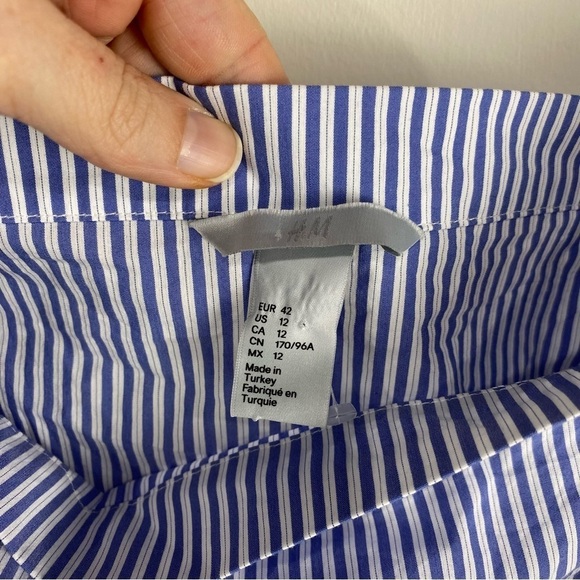 H&M
EUR 42
US 12
CA 12
CN 170/96A
MX 12
Made in
Turkey
Fabriqué en
Turquie